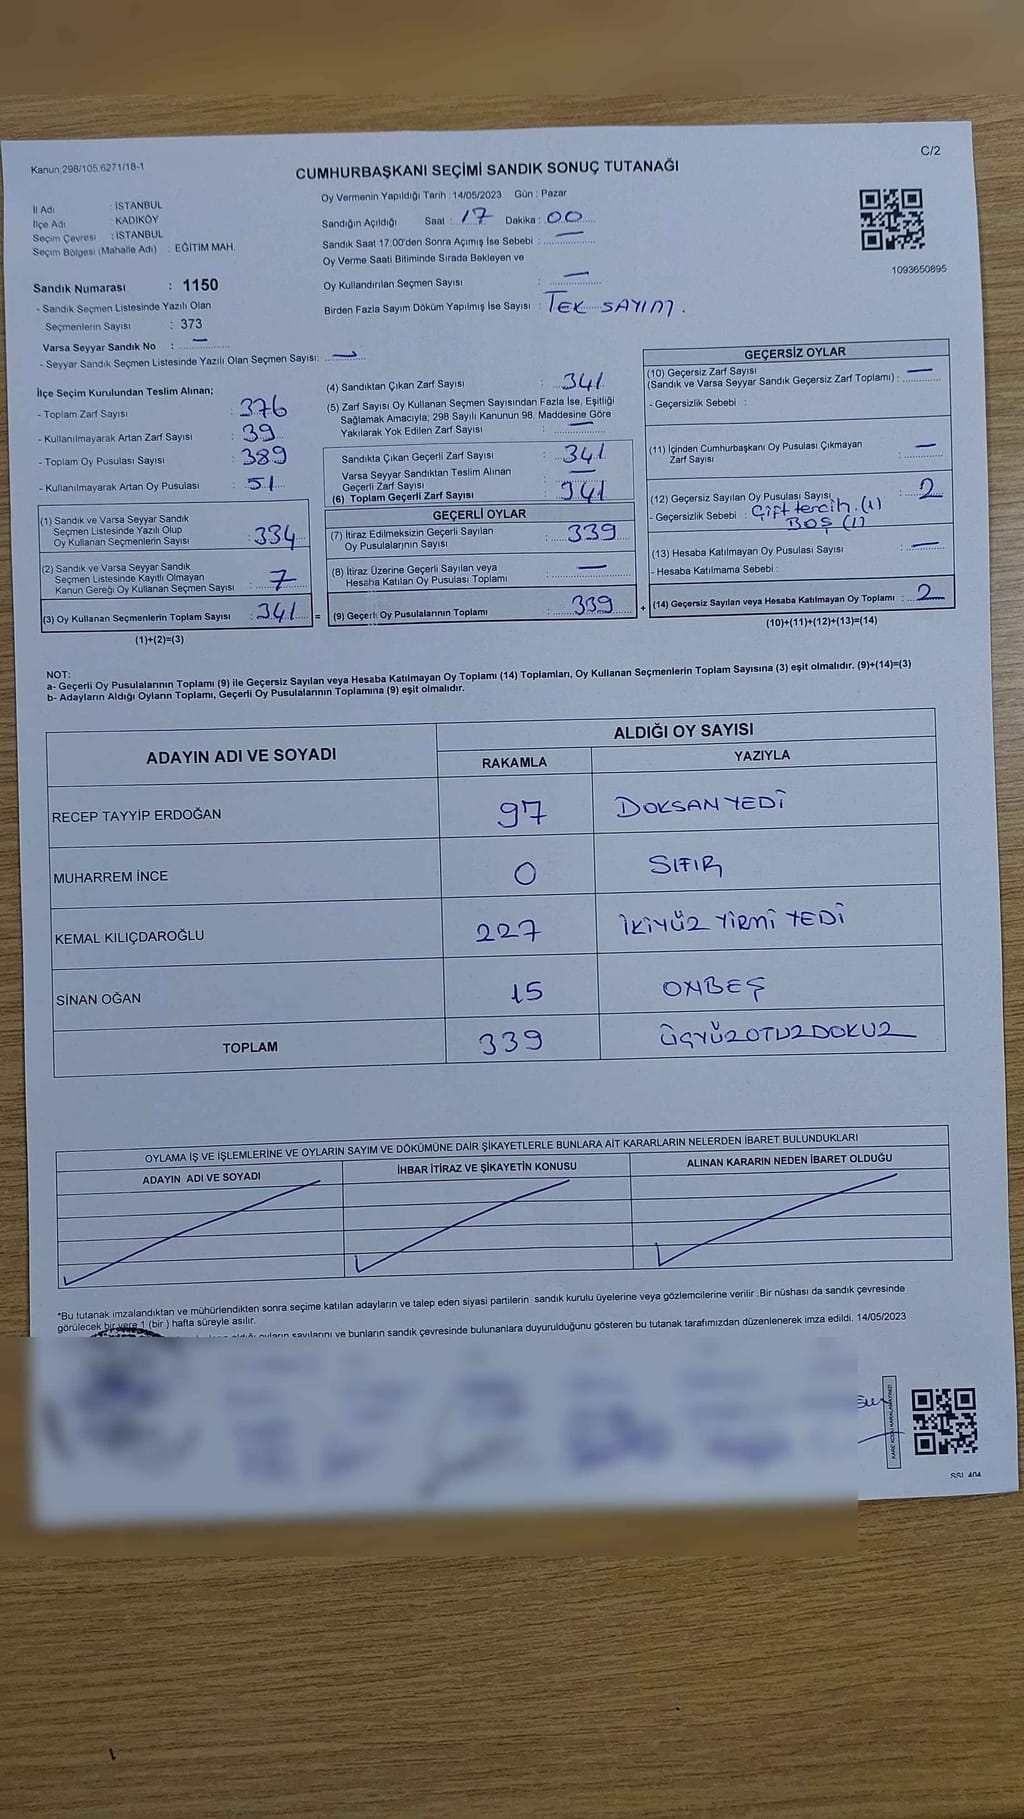 Kanun:298/105.6271/18-1
C/2
CUMHURBAŞKANI SEÇİMİ SANDIK SONUÇ TUTANAĞI
İl Adı : İSTANBUL
İlçe Adı : KADIKÖY
Seçim Çevresi : İSTANBUL
Seçim Bölgesi (Mahalle Adı) : EĞİTİM MAH.
Oy Vermenin Yapıldığı Tarih : 14/05/2023 Gün : Pazar
Sandığın Açıldığı Saat : 17 Dakika : 00
Sandık Saat 17:00'den Sonra Açımış İse Sebebi : —
Oy Verme Saati Bitiminde Sırada Bekleyen ve
Oy Kullandırılan Seçmen Sayısı : —
Birden Fazla Sayım Döküm Yapılmış İse Sayısı : TEK SAYIM.
1093650895
Sandık Numarası : 1150
- Sandık Seçmen Listesinde Yazılı Olan
Seçmenlerin Sayısı : 373
Varsa Seyyar Sandık No : —
- Seyyar Sandık Seçmen Listesinde Yazılı Olan Seçmen Sayısı: —
İlçe Seçim Kurulundan Teslim Alınan;
- Toplam Zarf Sayısı : 376
- Kullanılmayarak Artan Zarf Sayısı : 39
- Toplam Oy Pusulası Sayısı : 389
- Kullanılmayarak Artan Oy Pusulası : 51
(1) Sandık ve Varsa Seyyar Sandık
Seçmen Listesinde Yazılı Olup
Oy Kullanan Seçmenlerin Sayısı : 334
(2) Sandık ve Varsa Seyyar Sandık
Seçmen Listesinde Kayıtlı Olmayan
Kanun Gereği Oy Kullanan Seçmen Sayısı : 7
(3) Oy Kullanan Seçmenlerin Toplam Sayısı : 341 =
(1)+(2)=(3)
(4) Sandıktan Çıkan Zarf Sayısı : 341
(5) Zarf Sayısı Oy Kullanan Seçmen Sayısından Fazla İse, Eşitliği
Sağlamak Amacıyla; 298 Sayılı Kanunun 98. Maddesine Göre
Yakılarak Yok Edilen Zarf Sayısı : —
Sandıkta Çıkan Geçerli Zarf Sayısı : 341
Varsa Seyyar Sandıktan Teslim Alınan
Geçerli Zarf Sayısı : —
(6) Toplam Geçerli Zarf Sayısı : 341
GEÇERLİ OYLAR
(7) İtiraz Edilmeksizin Geçerli Sayılan
Oy Pusulalarının Sayısı : 339
(8) İtiraz Üzerine Geçerli Sayılan veya
Hesaba Katılan Oy Pusulası Toplamı : —
(9) Geçerli Oy Pusulalarının Toplamı : 339 +
GEÇERSİZ OYLAR
(10) Geçersiz Zarf Sayısı
(Sandık ve Varsa Seyyar Sandık Geçersiz Zarf Toplamı) : —
- Geçersizlik Sebebi :
(11) İçinden Cumhurbaşkanı Oy Pusulası Çıkmayan
Zarf Sayısı : —
(12) Geçersiz Sayılan Oy Pusulası Sayısı : 2
- Geçersizlik Sebebi : Çift tercih. (1)
BOŞ (1)
(13) Hesaba Katılmayan Oy Pusulası Sayısı : —
- Hesaba Katılmama Sebebi :
(14) Geçersiz Sayılan veya Hesaba Katılmayan Oy Toplamı : 2
(10)+(11)+(12)+(13)=(14)
NOT:
a- Geçerli Oy Pusulalarının Toplamı (9) ile Geçersiz Sayılan veya Hesaba Katılmayan Oy Toplamı (14) Toplamları, Oy Kullanan Seçmenlerin Toplam Sayısına (3) eşit olmalıdır. (9)+(14)=(3)
b- Adayların Aldığı Oyların Toplamı, Geçerli Oy Pusulalarının Toplamına (9) eşit olmalıdır.
ADAYIN ADI VE SOYADI
ALDIĞI OY SAYISI
RAKAMLA YAZIYLA
RECEP TAYYİP ERDOĞAN 97 DOKSAN YEDİ
MUHARREM İNCE 0 SIFIR
KEMAL KILIÇDAROĞLU 227 İKİYÜZ YİRMİ YEDİ
SİNAN OĞAN 15 ONBEŞ
TOPLAM 339 ÜÇYÜZOTUZDOKUZ
OYLAMA İŞ VE İŞLEMLERİNE VE OYLARIN SAYIM VE DÖKÜMÜNE DAİR ŞİKAYETLERLE BUNLARA AİT KARARLARIN NELERDEN İBARET BULUNDUKLARI
ADAYIN ADI VE SOYADI İHBAR İTİRAZ VE ŞİKAYETİN KONUSU ALINAN KARARIN NEDEN İBARET OLDUĞU
*Bu tutanak imzalandıktan ve mühürlendikten sonra seçime katılan adayların ve talep eden siyasi partilerin sandık kurulu üyelerine veya gözlemcilerine verilir .Bir nüshası da sandık çevresinde
görülecek bir yere 1 (bir ) hafta süreyle asılır.
oyların sayılarını ve bunların sandık çevresinde bulunanlara duyurulduğunu gösteren bu tutanak tarafımızdan düzenlenerek imza edildi. 14/05/2023
KARE KODU KARALAMAYINIZ!